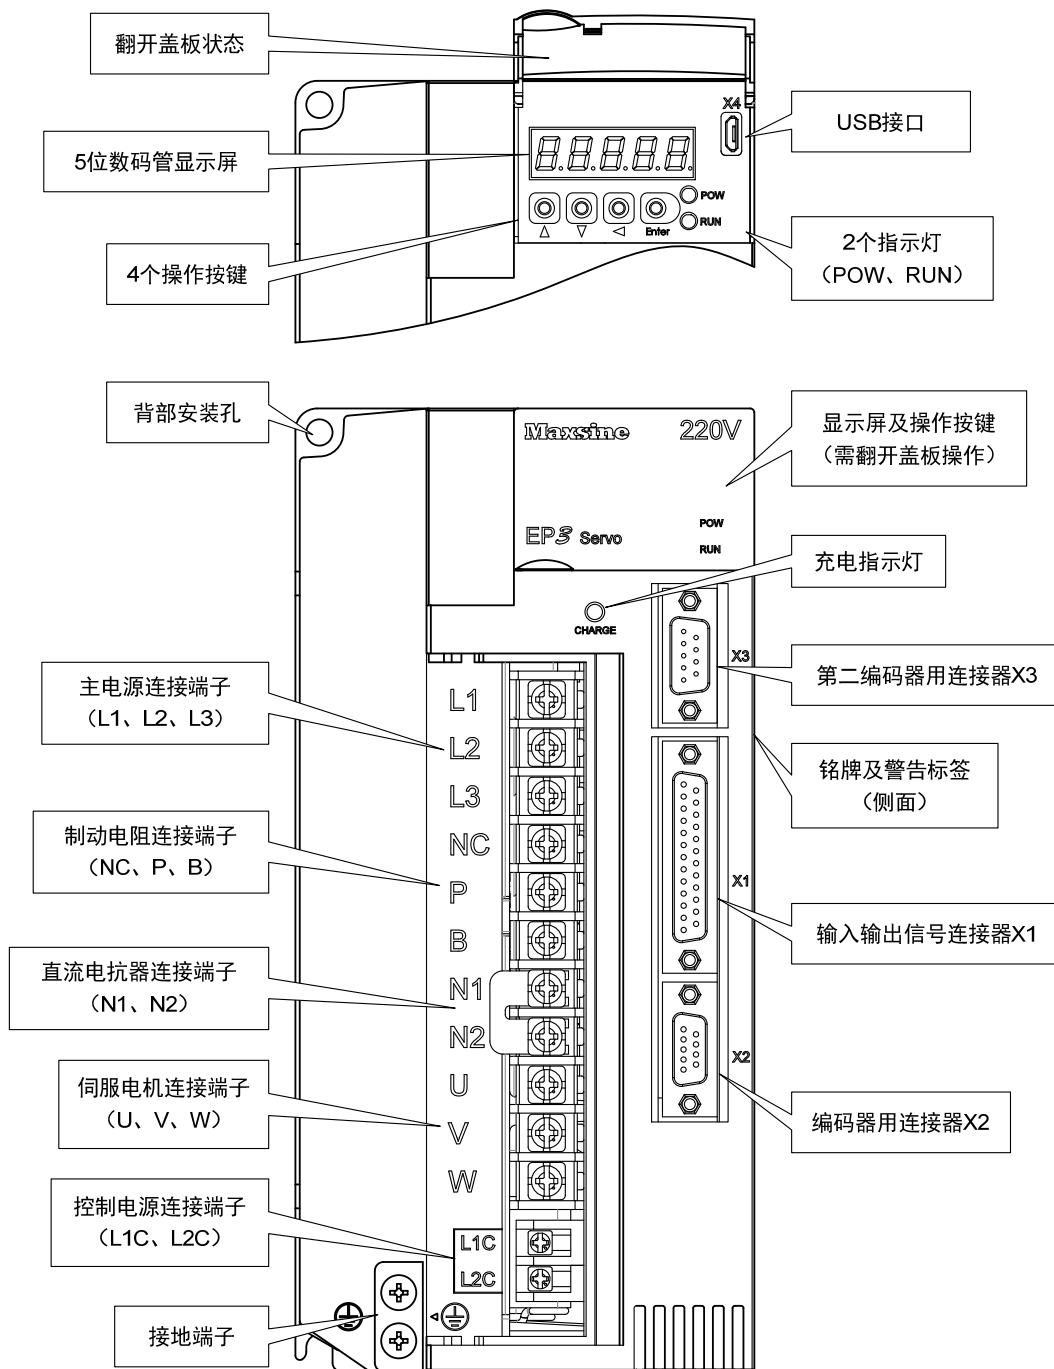 翻开盖板状态
X4
USB接口
5位数码管显示屏
8.8.8.8.8.
POW
RUN
Enter
4个操作按键
2个指示灯
（POW、RUN）
背部安装孔
Maxsine 220V
显示屏及操作按键
（需翻开盖板操作）
POW
EP3 Servo
RUN
充电指示灯
CHARGE
X3
第二编码器用连接器X3
主电源连接端子
（L1、L2、L3）
L1
L2
L3
铭牌及警告标签
（侧面）
制动电阻连接端子
（NC、P、B）
NC
P
B
X1
输入输出信号连接器X1
直流电抗器连接端子
（N1、N2）
N1
N2
X2
伺服电机连接端子
（U、V、W）
U
V
W
编码器用连接器X2
控制电源连接端子
（L1C、L2C）
L1C
L2C
接地端子